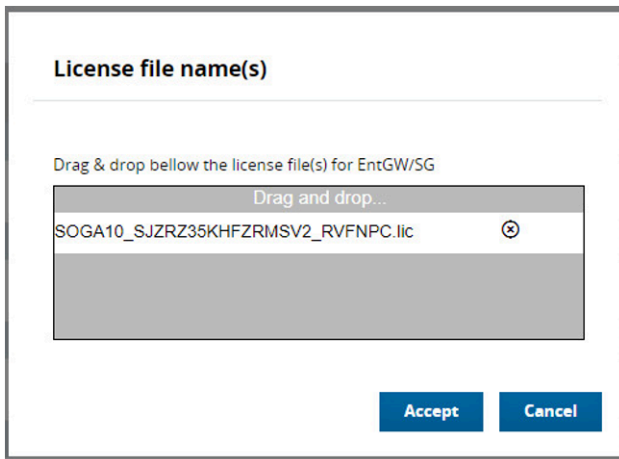 License file name(s)
Drag & drop bellow the license file(s) for EntGW/SG
Drag and drop...
SOGA10_SJZRZ35KHFZRMSV2_RVFNPC.lic
Accept
Cancel